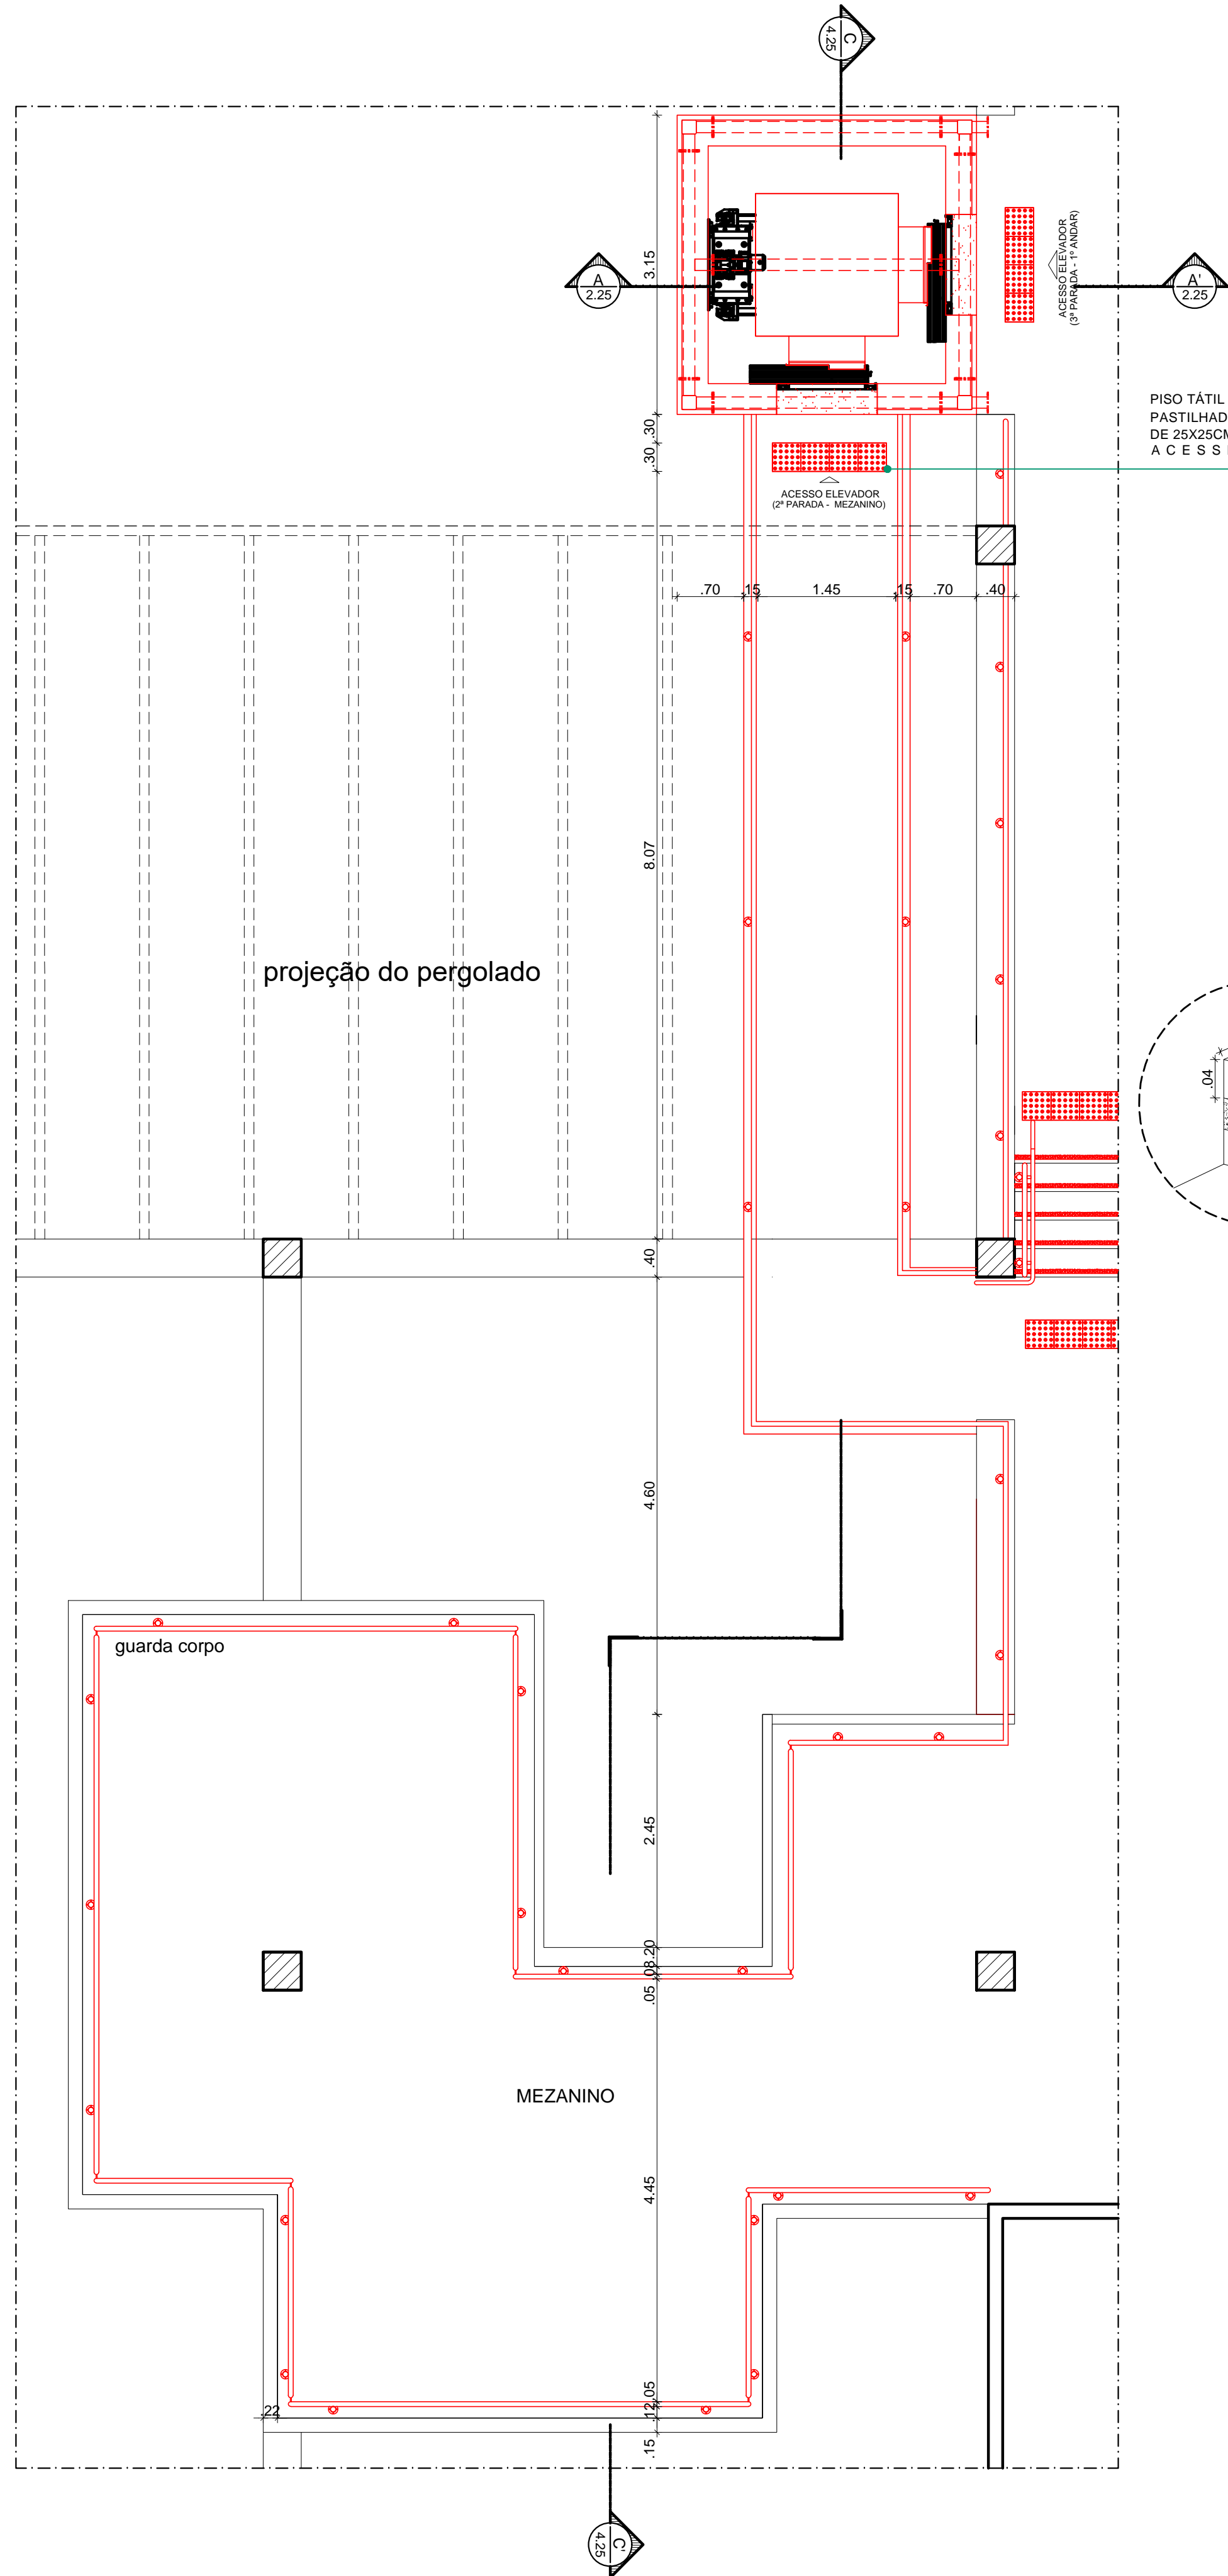 C
4.25
3.15
A
2.25
A'
2.25
ACESSO ELEVADOR
(3ª PARADA - 1º ANDAR)
PISO TÁTIL
PASTILHAD
DE 25X25CM
A C E S S
.30
.30
ACESSO ELEVADOR
(2ª PARADA - MEZANINO)
.70
.15
1.45
.15
.70
.40
8.07
projeção do pergolado
.04
.40
4.60
guarda corpo
2.45
.20
.08
.05
MEZANINO
4.45
.05
.12
.22
.15
C'
4.25